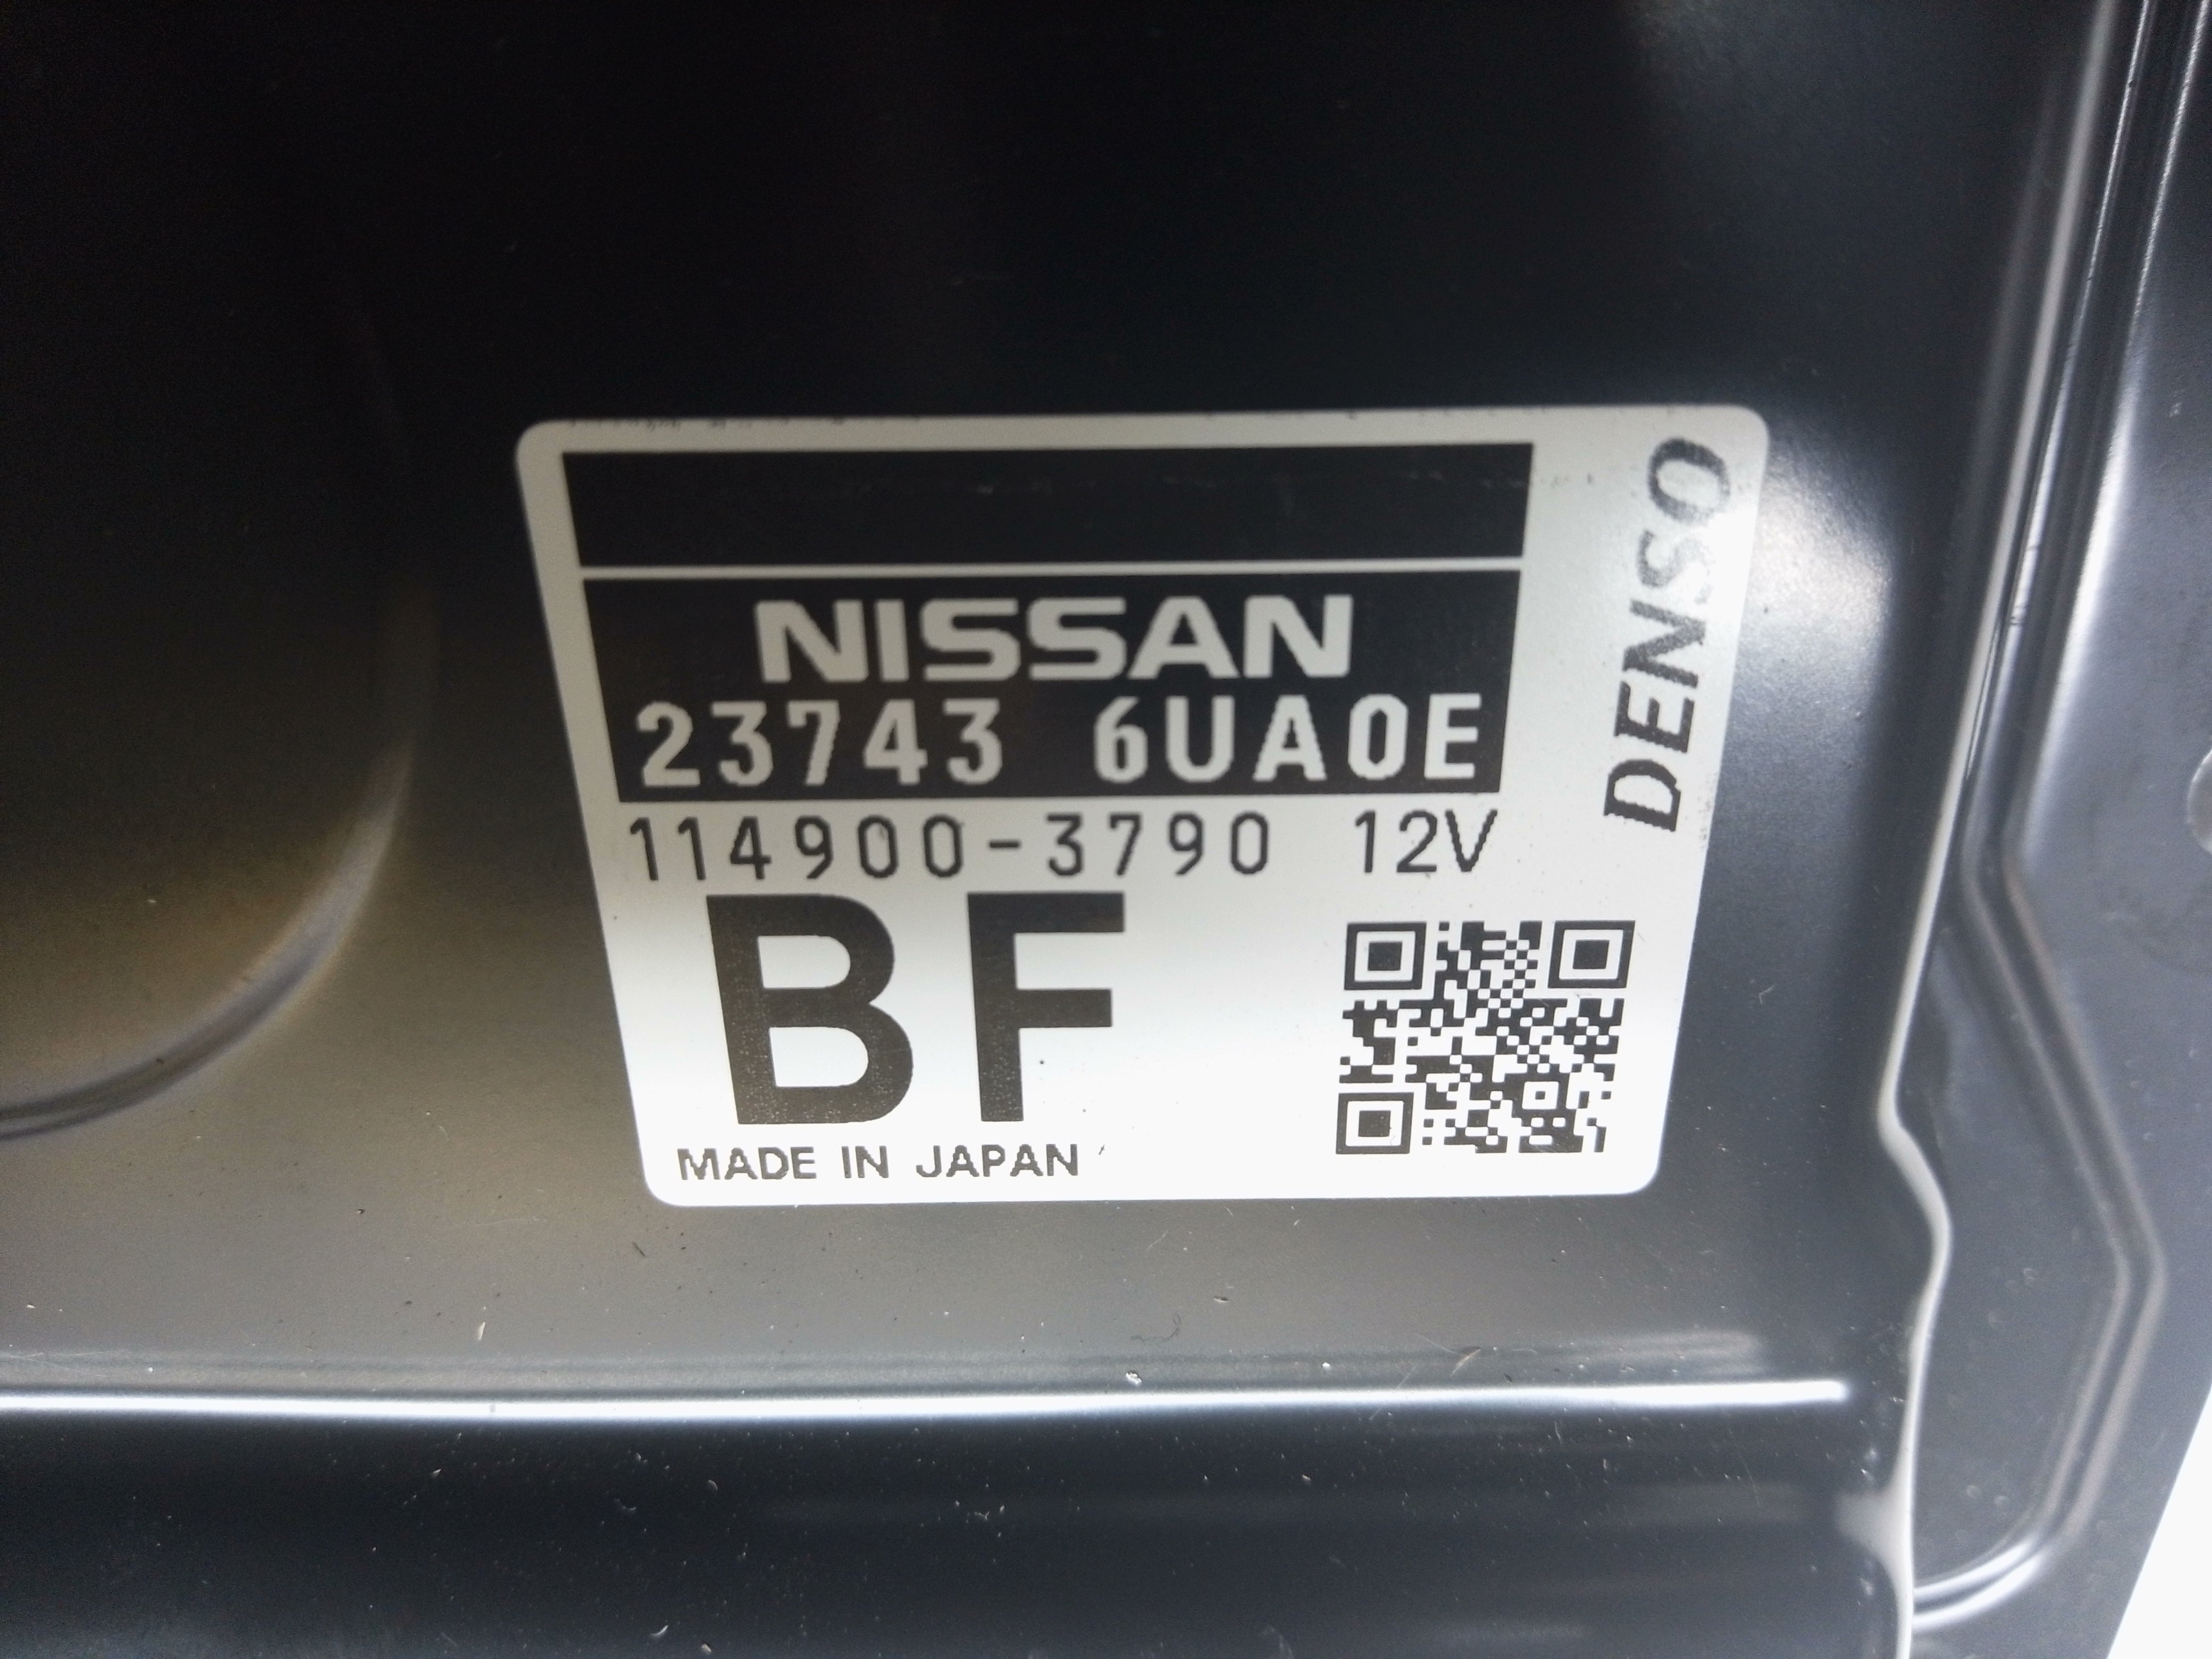 NISSAN
23743 6UA0E
114900-3790 12V
BF
MADE IN JAPAN
DENSO